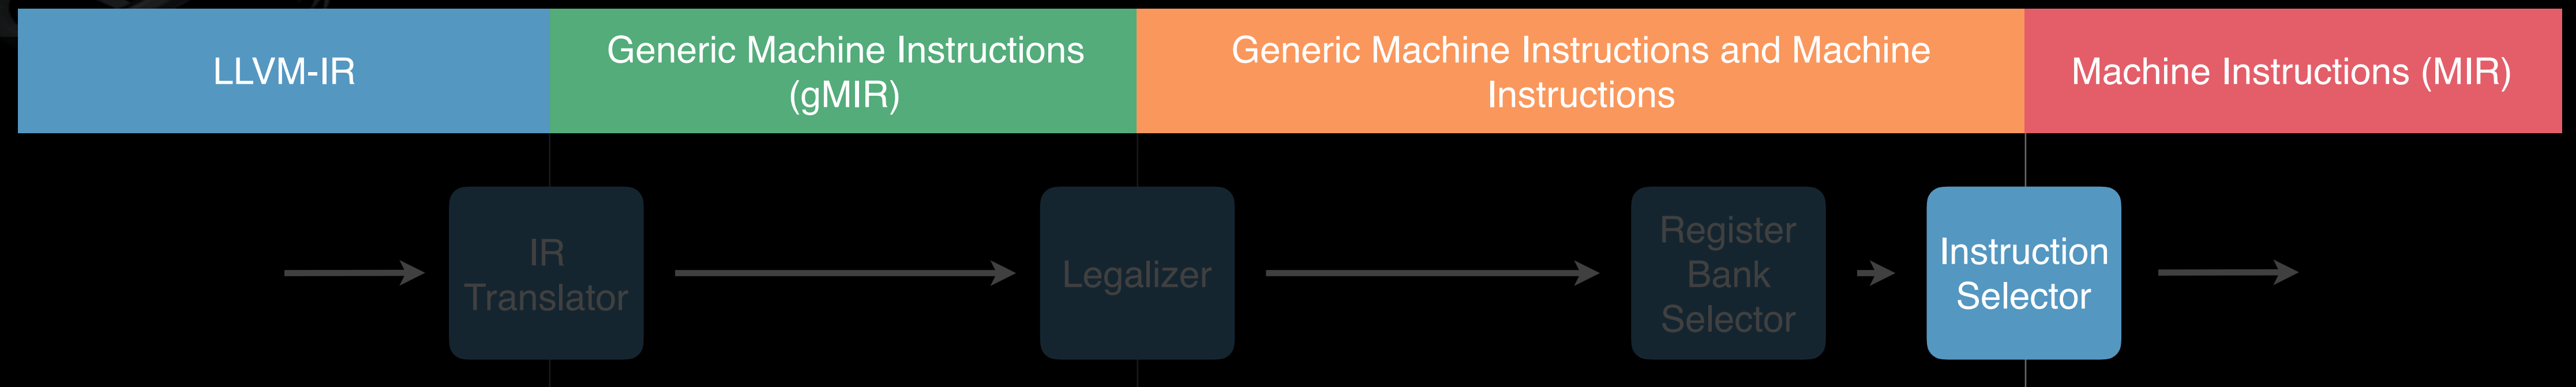 LLVM-IR
Generic Machine Instructions
(gMIR)
Generic Machine Instructions and Machine
Instructions
Machine Instructions (MIR)
IR
Translator
Legalizer
Register
Bank
Selector
Instruction
Selector